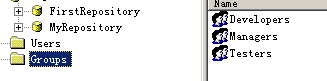 FirstRepository
MyRepository
Users
Groups
Name
Developers
Managers
Testers